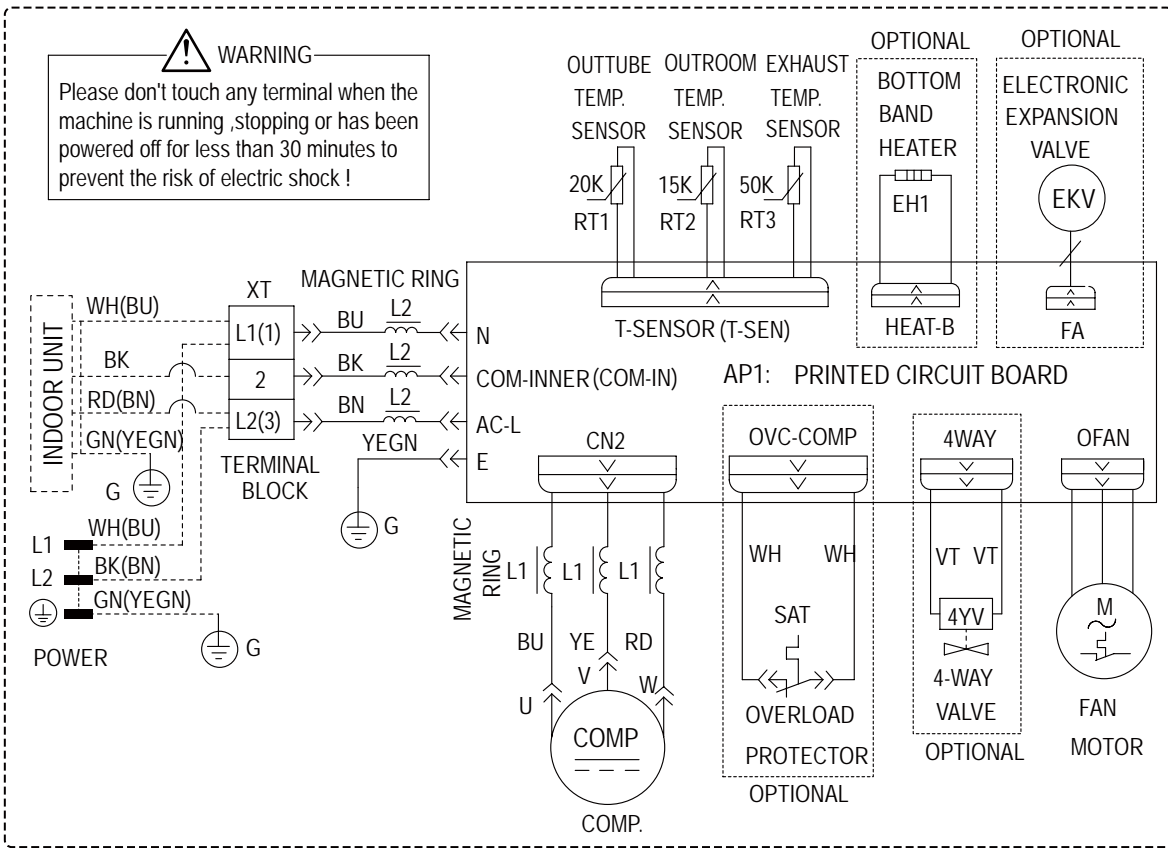 WARNING
Please don't touch any terminal when the
machine is running ,stopping or has been
powered off for less than 30 minutes to
prevent the risk of electric shock !
OUTTUBE
TEMP.
SENSOR
OUTROOM
TEMP.
SENSOR
EXHAUST
TEMP.
SENSOR
OPTIONAL
BOTTOM
BAND
HEATER
EH1
OPTIONAL
ELECTRONIC
EXPANSION
VALVE
EKV
20K
RT1
15K
RT2
50K
RT3
T-SENSOR (T-SEN)
HEAT-B
FA
INDOOR UNIT
WH(BU)
BK
RD(BN)
GN(YEGN)
G
XT
L1(1)
2
L2(3)
TERMINAL
BLOCK
MAGNETIC RING
BU
L2
N
BK
L2
COM-INNER (COM-IN)
BN
L2
AC-L
YEGN
E
G
AP1: PRINTED CIRCUIT BOARD
L1
WH(BU)
L2
BK(BN)
GN(YEGN)
POWER
G
CN2
MAGNETIC
RING
L1
L1
L1
BU
YE
RD
U
V
W
COMP
COMP.
OVC-COMP
WH
WH
SAT
OVERLOAD
PROTECTOR
OPTIONAL
4WAY
VT
VT
4YV
4-WAY
VALVE
OPTIONAL
OFAN
M
FAN
MOTOR